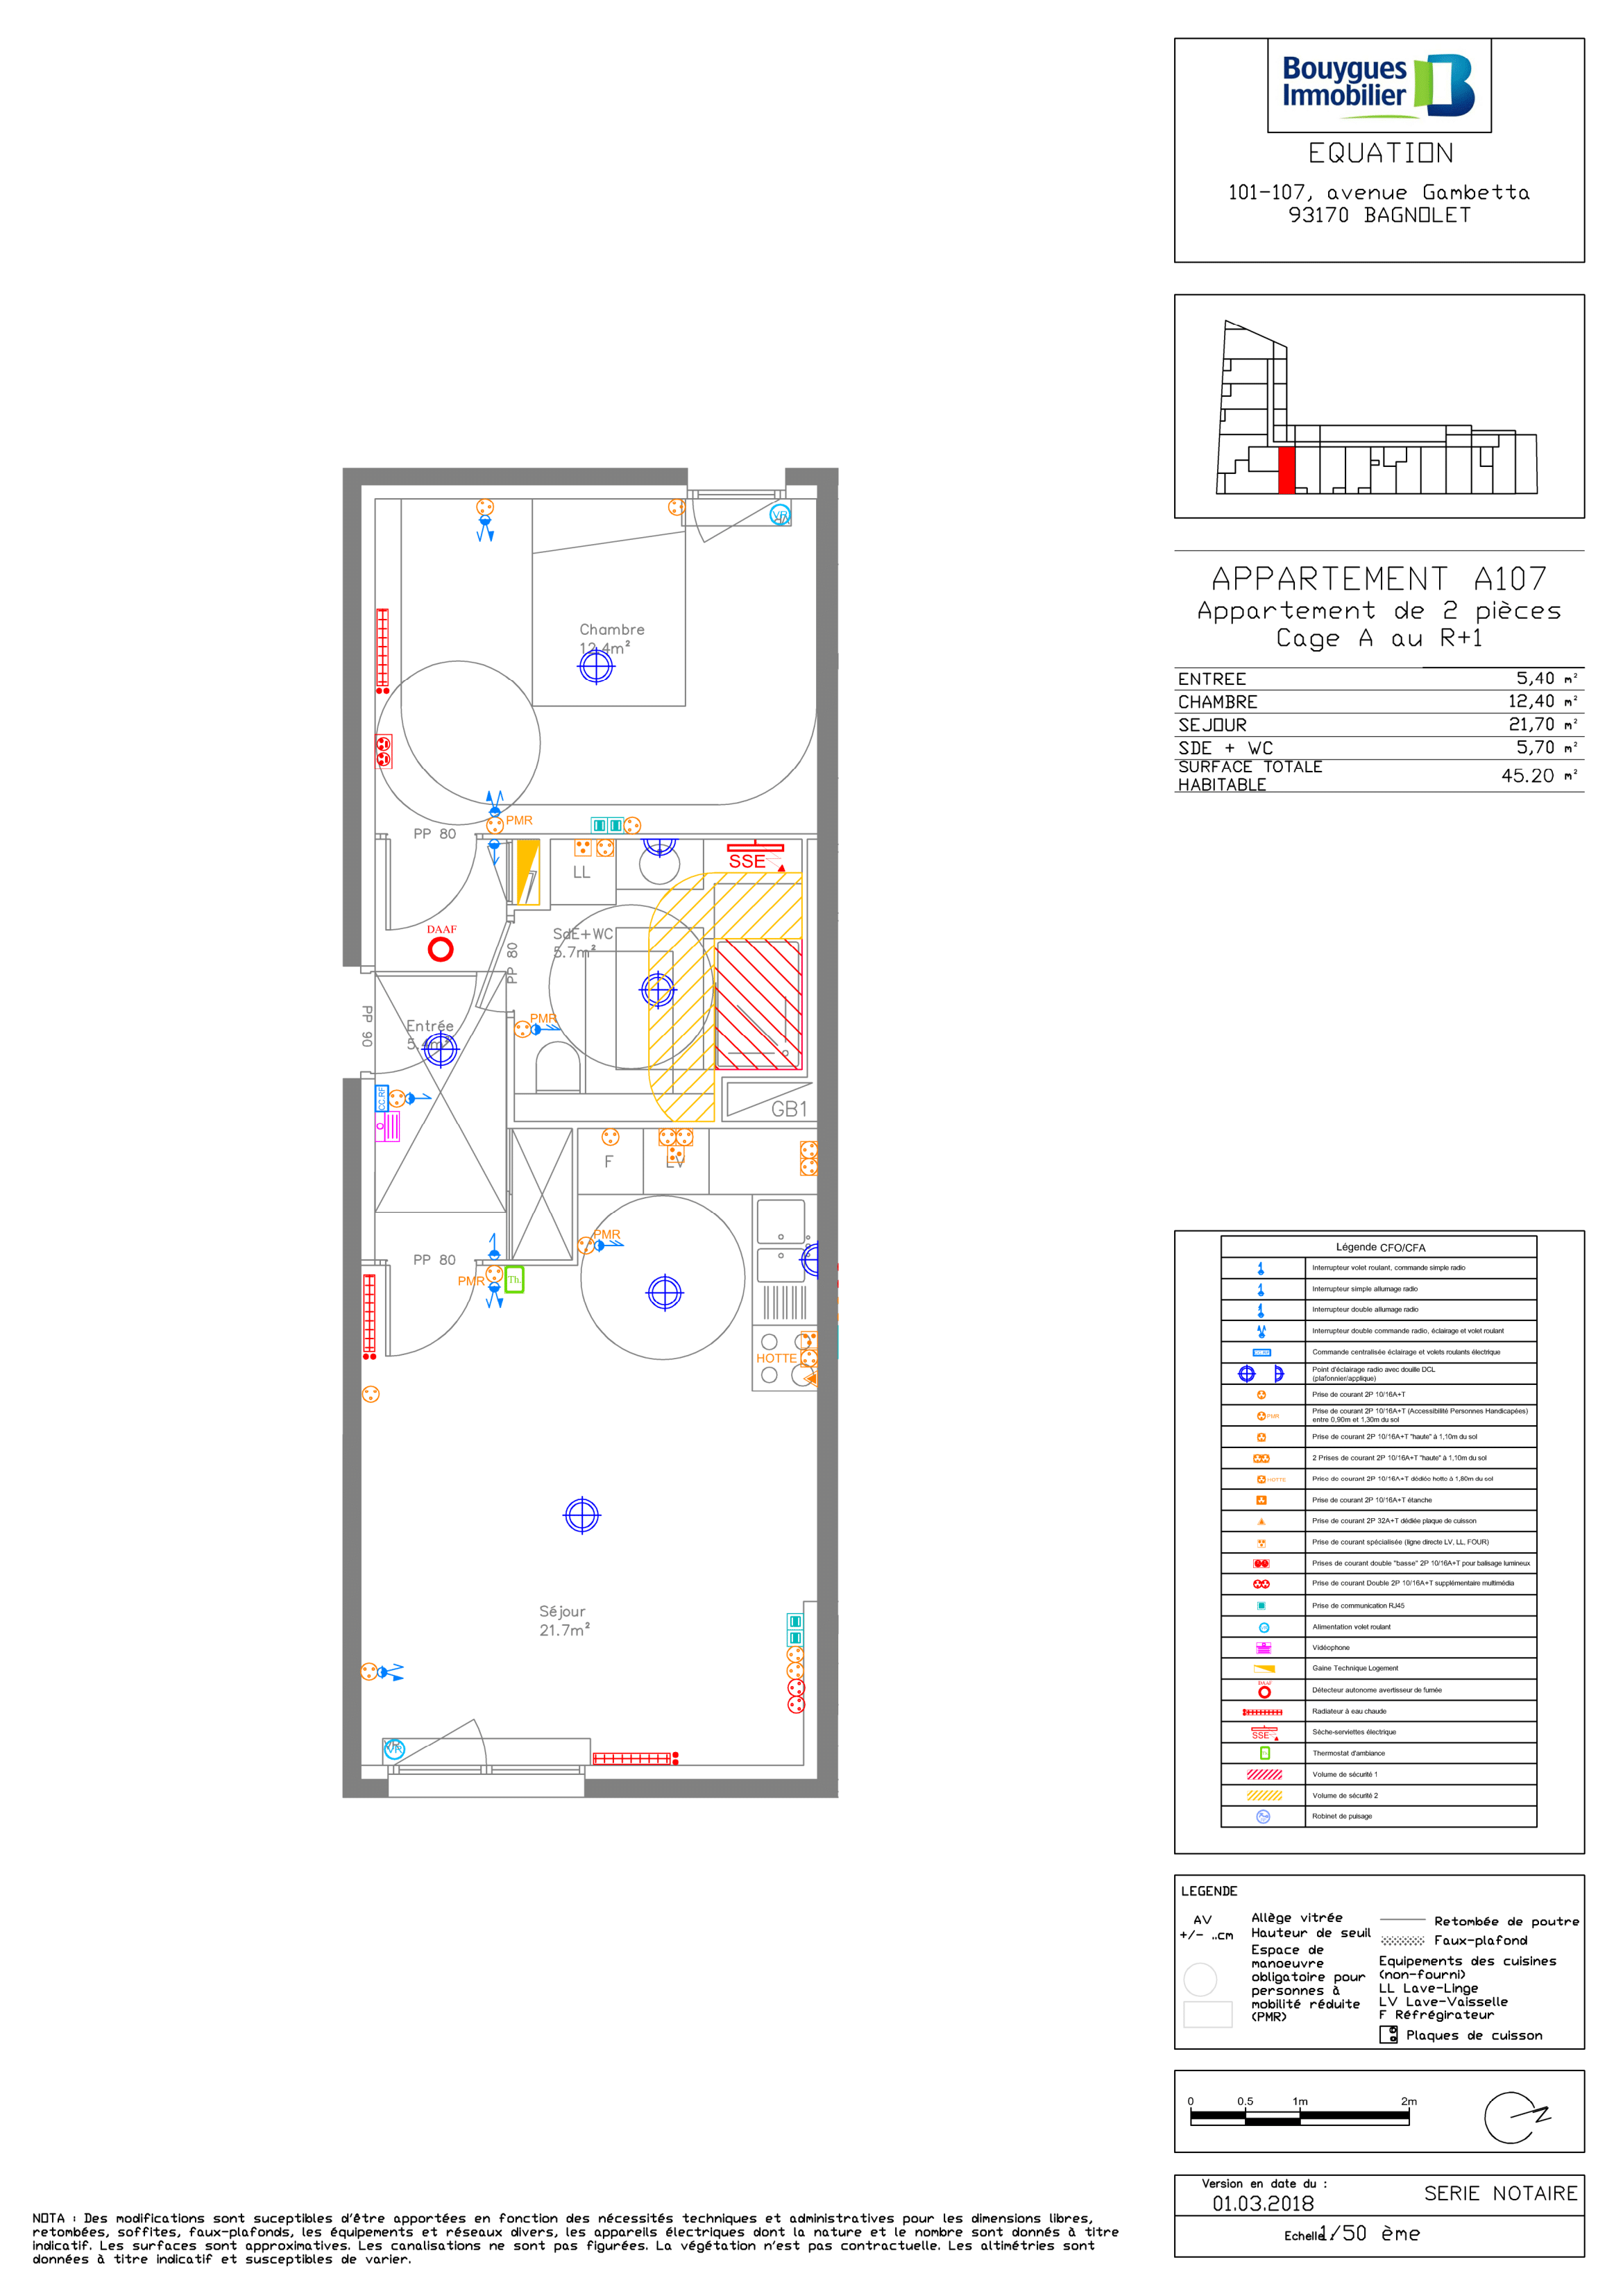 Bouygues
Immobilier
EQUATION
101-107, avenue Gambetta
93170 BAGNOLET
APPARTEMENT A107
Appartement de 2 pièces
Cage A au R+1
ENTREE 5,40 m²
CHAMBRE 12,40 m²
SEJOUR 21,70 m²
SDE + WC 5,70 m²
SURFACE TOTALE
HABITABLE 45.20 m²
VR
Chambre
12.4m²
PMR
PP 80
SSE
LL
DAAF
SdE+WC
5.7m²
PP 80
PMR
PP 90
Entrée
5.4m²
CC.RF
GB1
F
LV
PMR
PP 80
PMR
Th.
HOTTE
Séjour
21.7m²
VR
Légende CFO/CFA
Interrupteur volet roulant, commande simple radio
Interrupteur simple allumage radio
Interrupteur double allumage radio
Interrupteur double commande radio, éclairage et volet roulant
Commande centralisée éclairage et volets roulants électrique
Point d'éclairage radio avec douille DCL
(plafonnier/applique)
Prise de courant 2P 10/16A+T
PMR
Prise de courant 2P 10/16A+T (Accessibilité Personnes Handicapées)
entre 0,90m et 1,30m du sol
Prise de courant 2P 10/16A+T "haute" à 1,10m du sol
2 Prises de courant 2P 10/16A+T "haute" à 1,10m du sol
HOTTE
Prise de courant 2P 10/16A+T dédiée hotte à 1,80m du sol
Prise de courant 2P 10/16A+T étanche
Prise de courant 2P 32A+T dédiée plaque de cuisson
Prise de courant spécialisée (ligne directe LV, LL, FOUR)
Prises de courant double "basse" 2P 10/16A+T pour balisage lumineux
Prise de courant Double 2P 10/16A+T supplémentaire multimédia
Prise de communication RJ45
Alimentation volet roulant
Vidéophone
Gaine Technique Logement
DAAF
Détecteur autonome avertisseur de fumée
Radiateur à eau chaude
SSE
Sèche-serviettes électrique
Thermostat d'ambiance
Volume de sécurité 1
Volume de sécurité 2
Robinet de puisage
LEGENDE
AV Allège vitrée
+/- ..cm Hauteur de seuil
Espace de
manoeuvre
obligatoire pour
personnes à
mobilité réduite
(PMR)
Retombée de poutre
Faux-plafond
Equipements des cuisines
(non-fourni)
LL Lave-Linge
LV Lave-Vaisselle
F Réfrégirateur
Plaques de cuisson
0 0.5 1m 2m
N
Version en date du :
01.03.2018
SERIE NOTAIRE
Echelle : 1/50 ème
NOTA : Des modifications sont suceptibles d'être apportées en fonction des nécessités techniques et administratives pour les dimensions libres,
retombées, soffites, faux-plafonds, les équipements et réseaux divers, les appareils électriques dont la nature et le nombre sont donnés à titre
indicatif. Les surfaces sont approximatives. Les canalisations ne sont pas figurées. La végétation n'est pas contractuelle. Les altimétries sont
données à titre indicatif et susceptibles de varier.